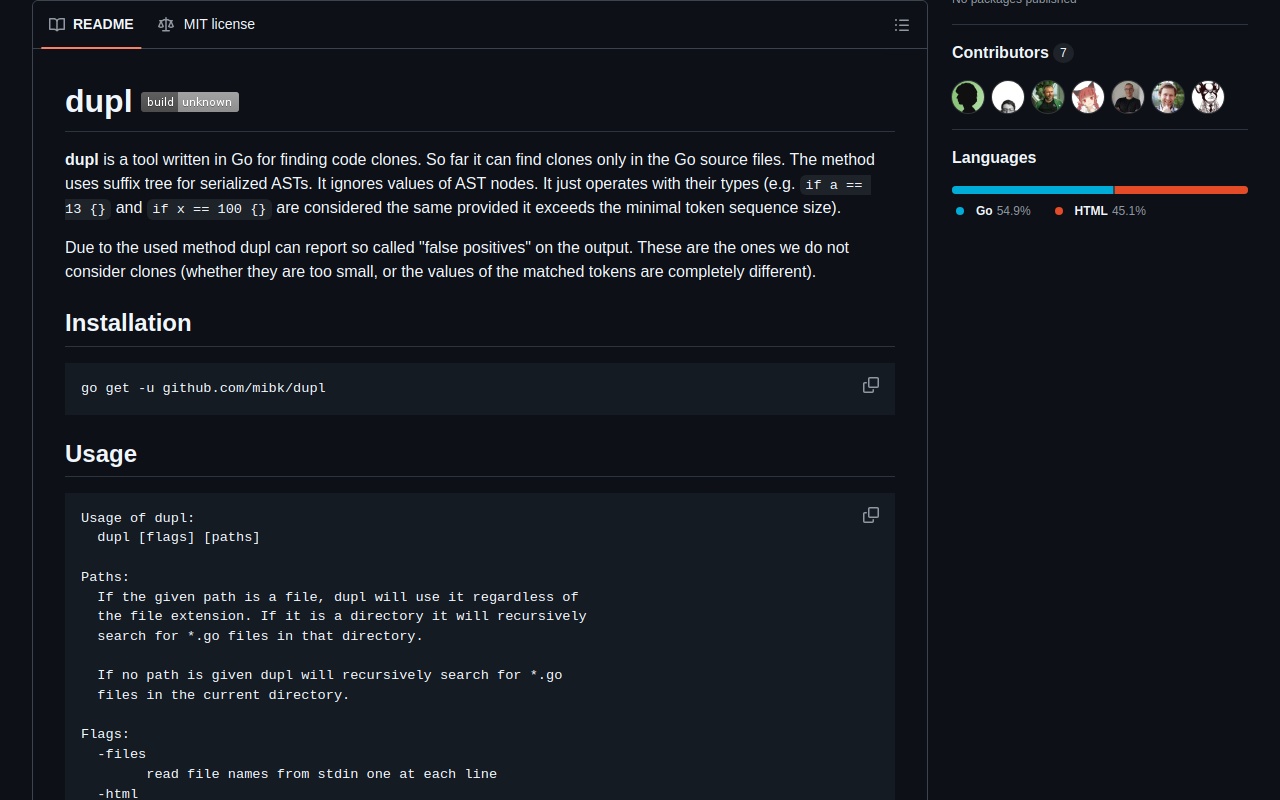 No packages published
README
MIT license
dupl build unknown
dupl is a tool written in Go for finding code clones. So far it can find clones only in the Go source files. The method
uses suffix tree for serialized ASTs. It ignores values of AST nodes. It just operates with their types (e.g. if a ==
13 {} and if x == 100 {} are considered the same provided it exceeds the minimal token sequence size).
Due to the used method dupl can report so called "false positives" on the output. These are the ones we do not
consider clones (whether they are too small, or the values of the matched tokens are completely different).
Installation
go get -u github.com/mibk/dupl
Usage
Usage of dupl:
  dupl [flags] [paths]
Paths:
  If the given path is a file, dupl will use it regardless of
  the file extension. If it is a directory it will recursively
  search for *.go files in that directory.
  If no path is given dupl will recursively search for *.go
  files in the current directory.
Flags:
  -files
        read file names from stdin one at each line
  -html
Contributors 7
Languages
Go 54.9% HTML 45.1%